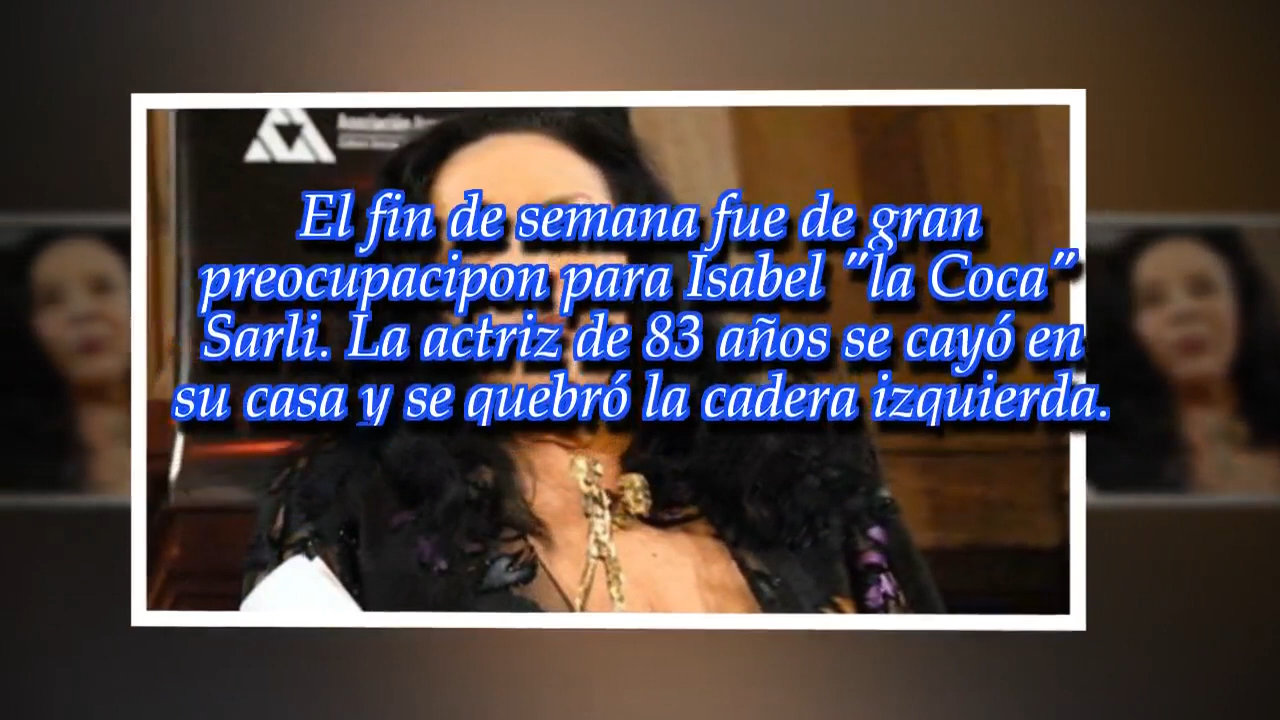 Asociación
El fin de semana fue de gran
preocupacipon para Isabel "la Coca"
Sarli. La actriz de 83 años se cayó en
su casa y se quebró la cadera izquierda.